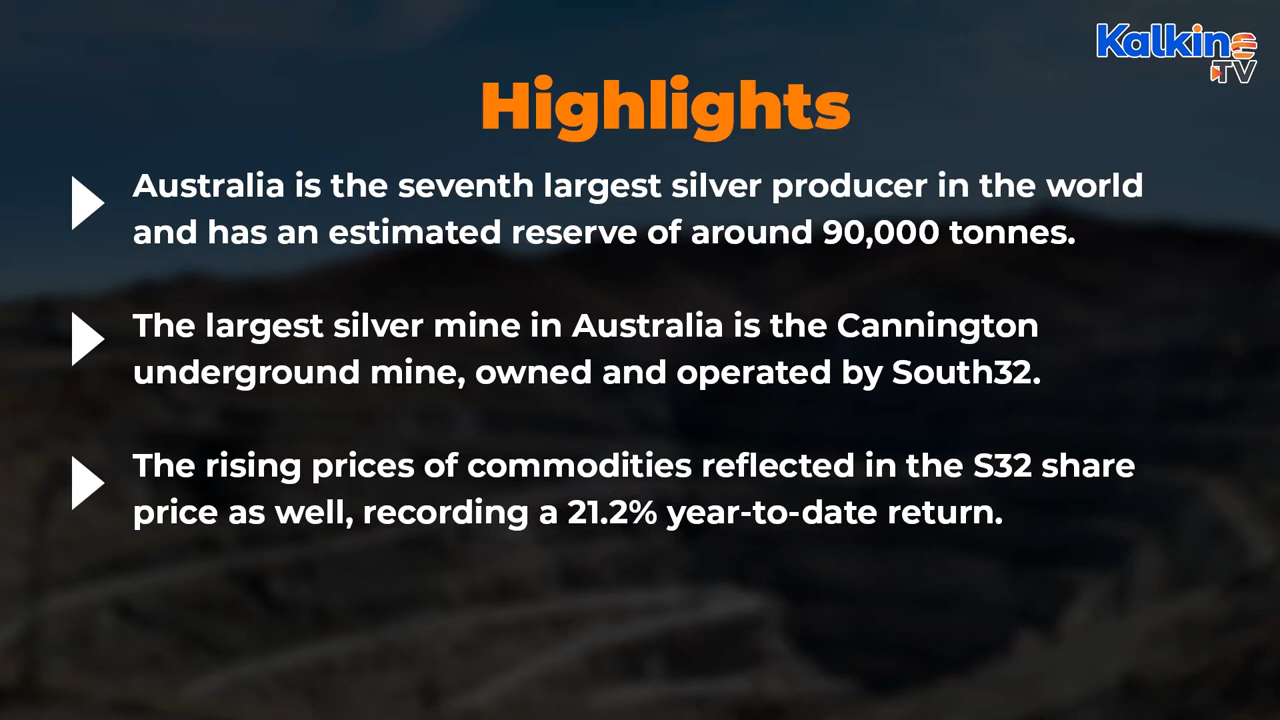 Kalkine
TV
Highlights
Australia is the seventh largest silver producer in the world
and has an estimated reserve of around 90,000 tonnes.
The largest silver mine in Australia is the Cannington
underground mine, owned and operated by South32.
The rising prices of commodities reflected in the S32 share
price as well, recording a 21.2% year-to-date return.